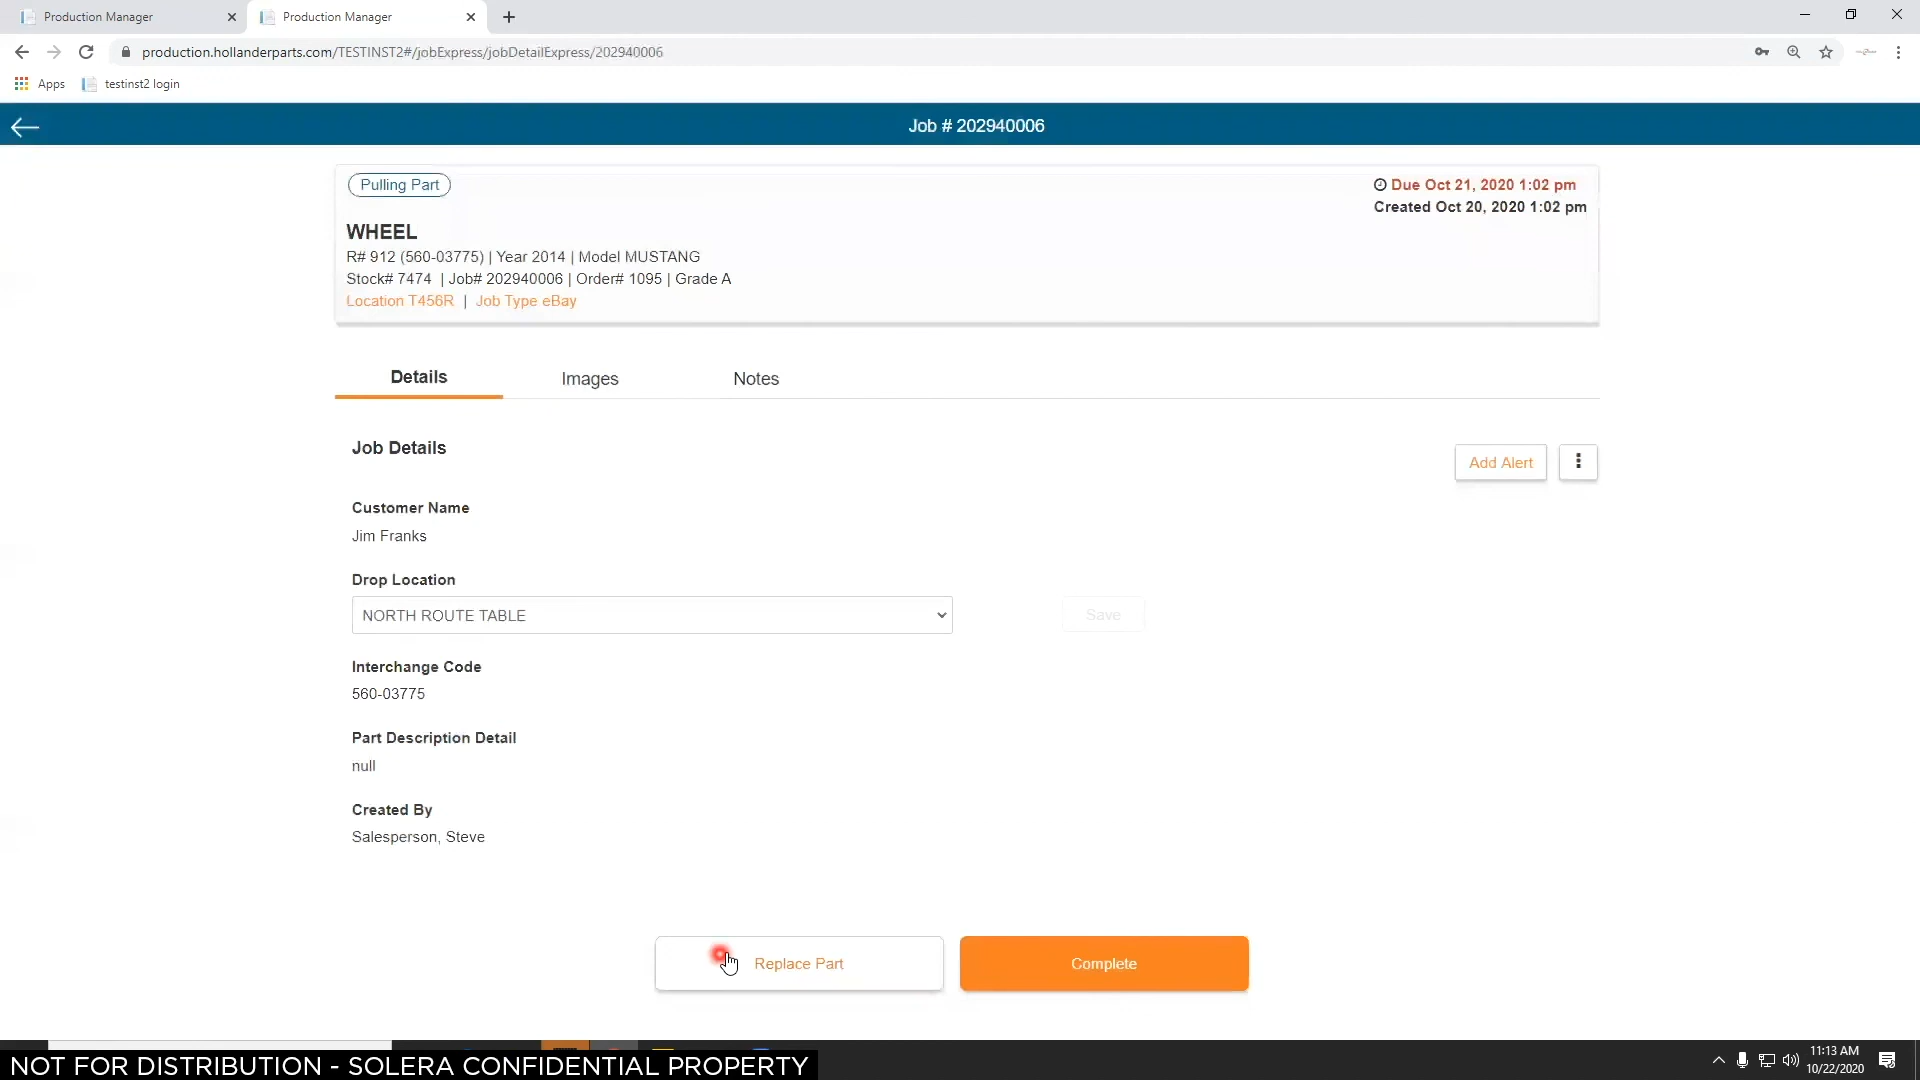 Production Manager
Production Manager
production.hollanderparts.com/TESTINST2#/jobExpress/jobDetailExpress/202940006
Apps
testinst2 login
Job # 202940006
Pulling Part
Due Oct 21, 2020 1:02 pm
Created Oct 20, 2020 1:02 pm
WHEEL
R# 912 (560-03775) | Year 2014 | Model MUSTANG
Stock# 7474 | Job# 202940006 | Order# 1095 | Grade A
Location T456R | Job Type eBay
Details
Images
Notes
Job Details
Add Alert
Customer Name
Jim Franks
Drop Location
NORTH ROUTE TABLE
Save
Interchange Code
560-03775
Part Description Detail
null
Created By
Salesperson, Steve
Replace Part
Complete
NOT FOR DISTRIBUTION - SOLERA CONFIDENTIAL PROPERTY
11:13 AM
10/22/2020